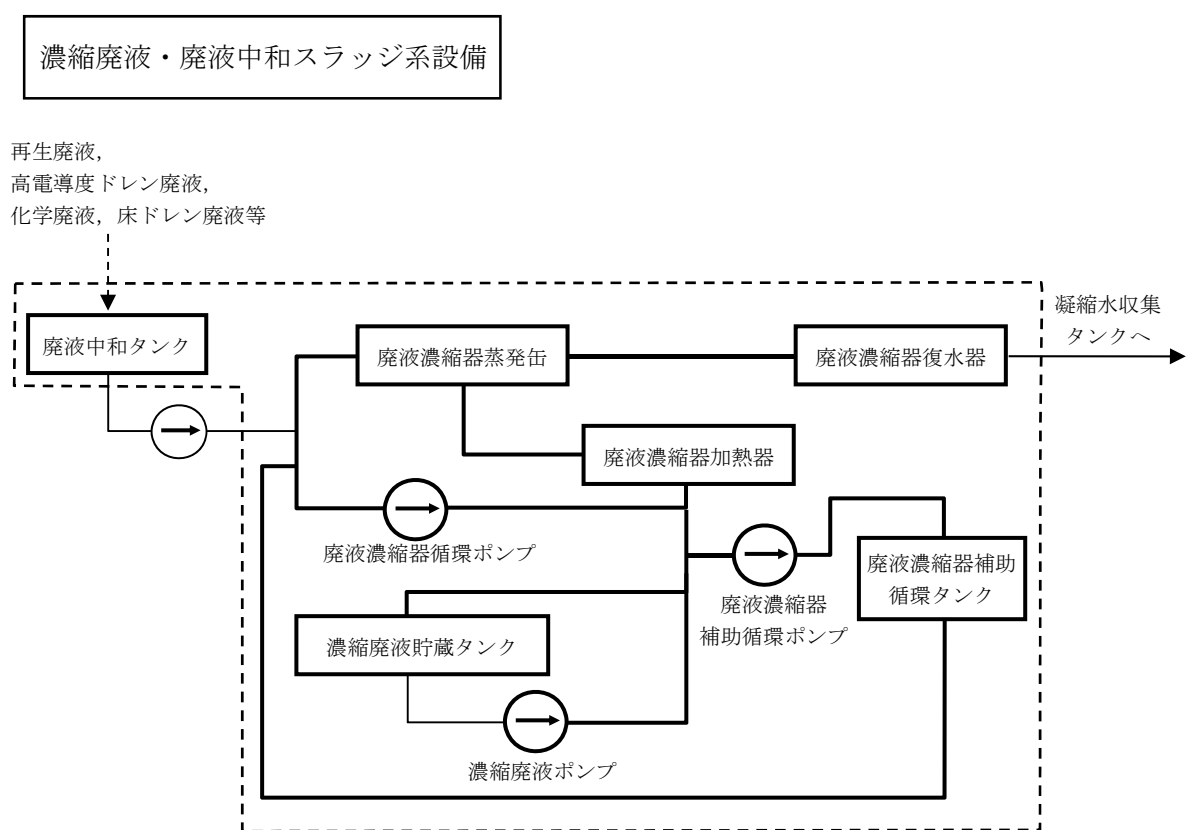 濃縮廃液・廃液中和スラッジ系設備
再生廃液,
高電導度ドレン廃液,
化学廃液, 床ドレン廃液等
凝縮水収集
タンクへ
廃液中和タンク
廃液濃縮器蒸発缶
廃液濃縮器復水器
廃液濃縮器加熱器
廃液濃縮器循環ポンプ
廃液濃縮器補助
循環タンク
廃液濃縮器
補助循環ポンプ
濃縮廃液貯蔵タンク
濃縮廃液ポンプ